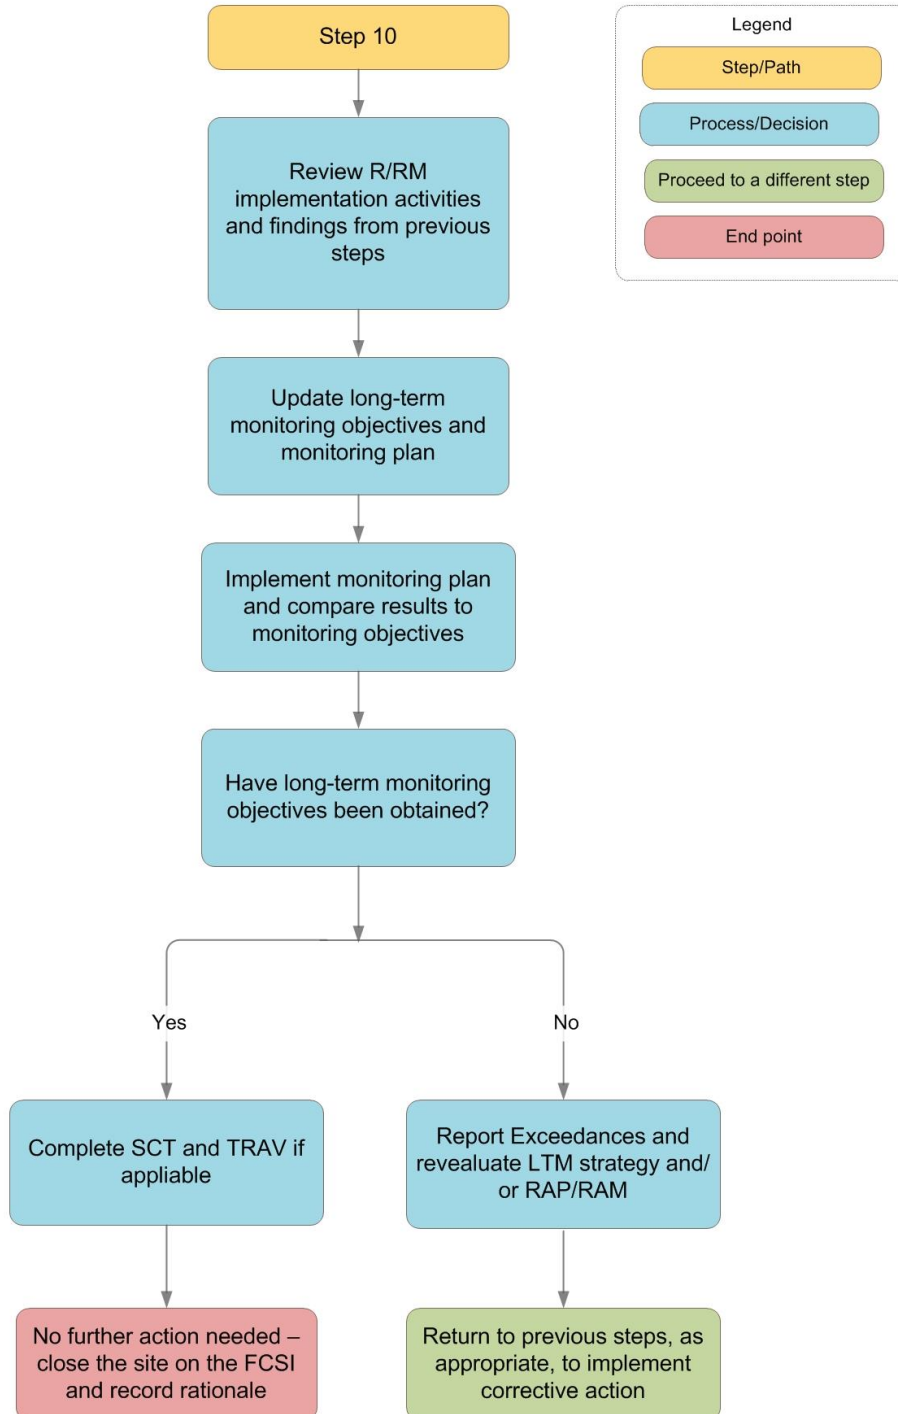 Step 10
Review R/RM
implementation activities
and findings from previous
steps
Update long-term
monitoring objectives and
monitoring plan
Implement monitoring plan
and compare results to
monitoring objectives
Have long-term monitoring
objectives been obtained?
Yes
No
Complete SCT and TRAV if
appliable
Report Exceedances and
revealuate LTM strategy and/
or RAP/RAM
No further action needed –
close the site on the FCSI
and record rationale
Return to previous steps, as
appropriate, to implement
corrective action
Legend
Step/Path
Process/Decision
Proceed to a different step
End point